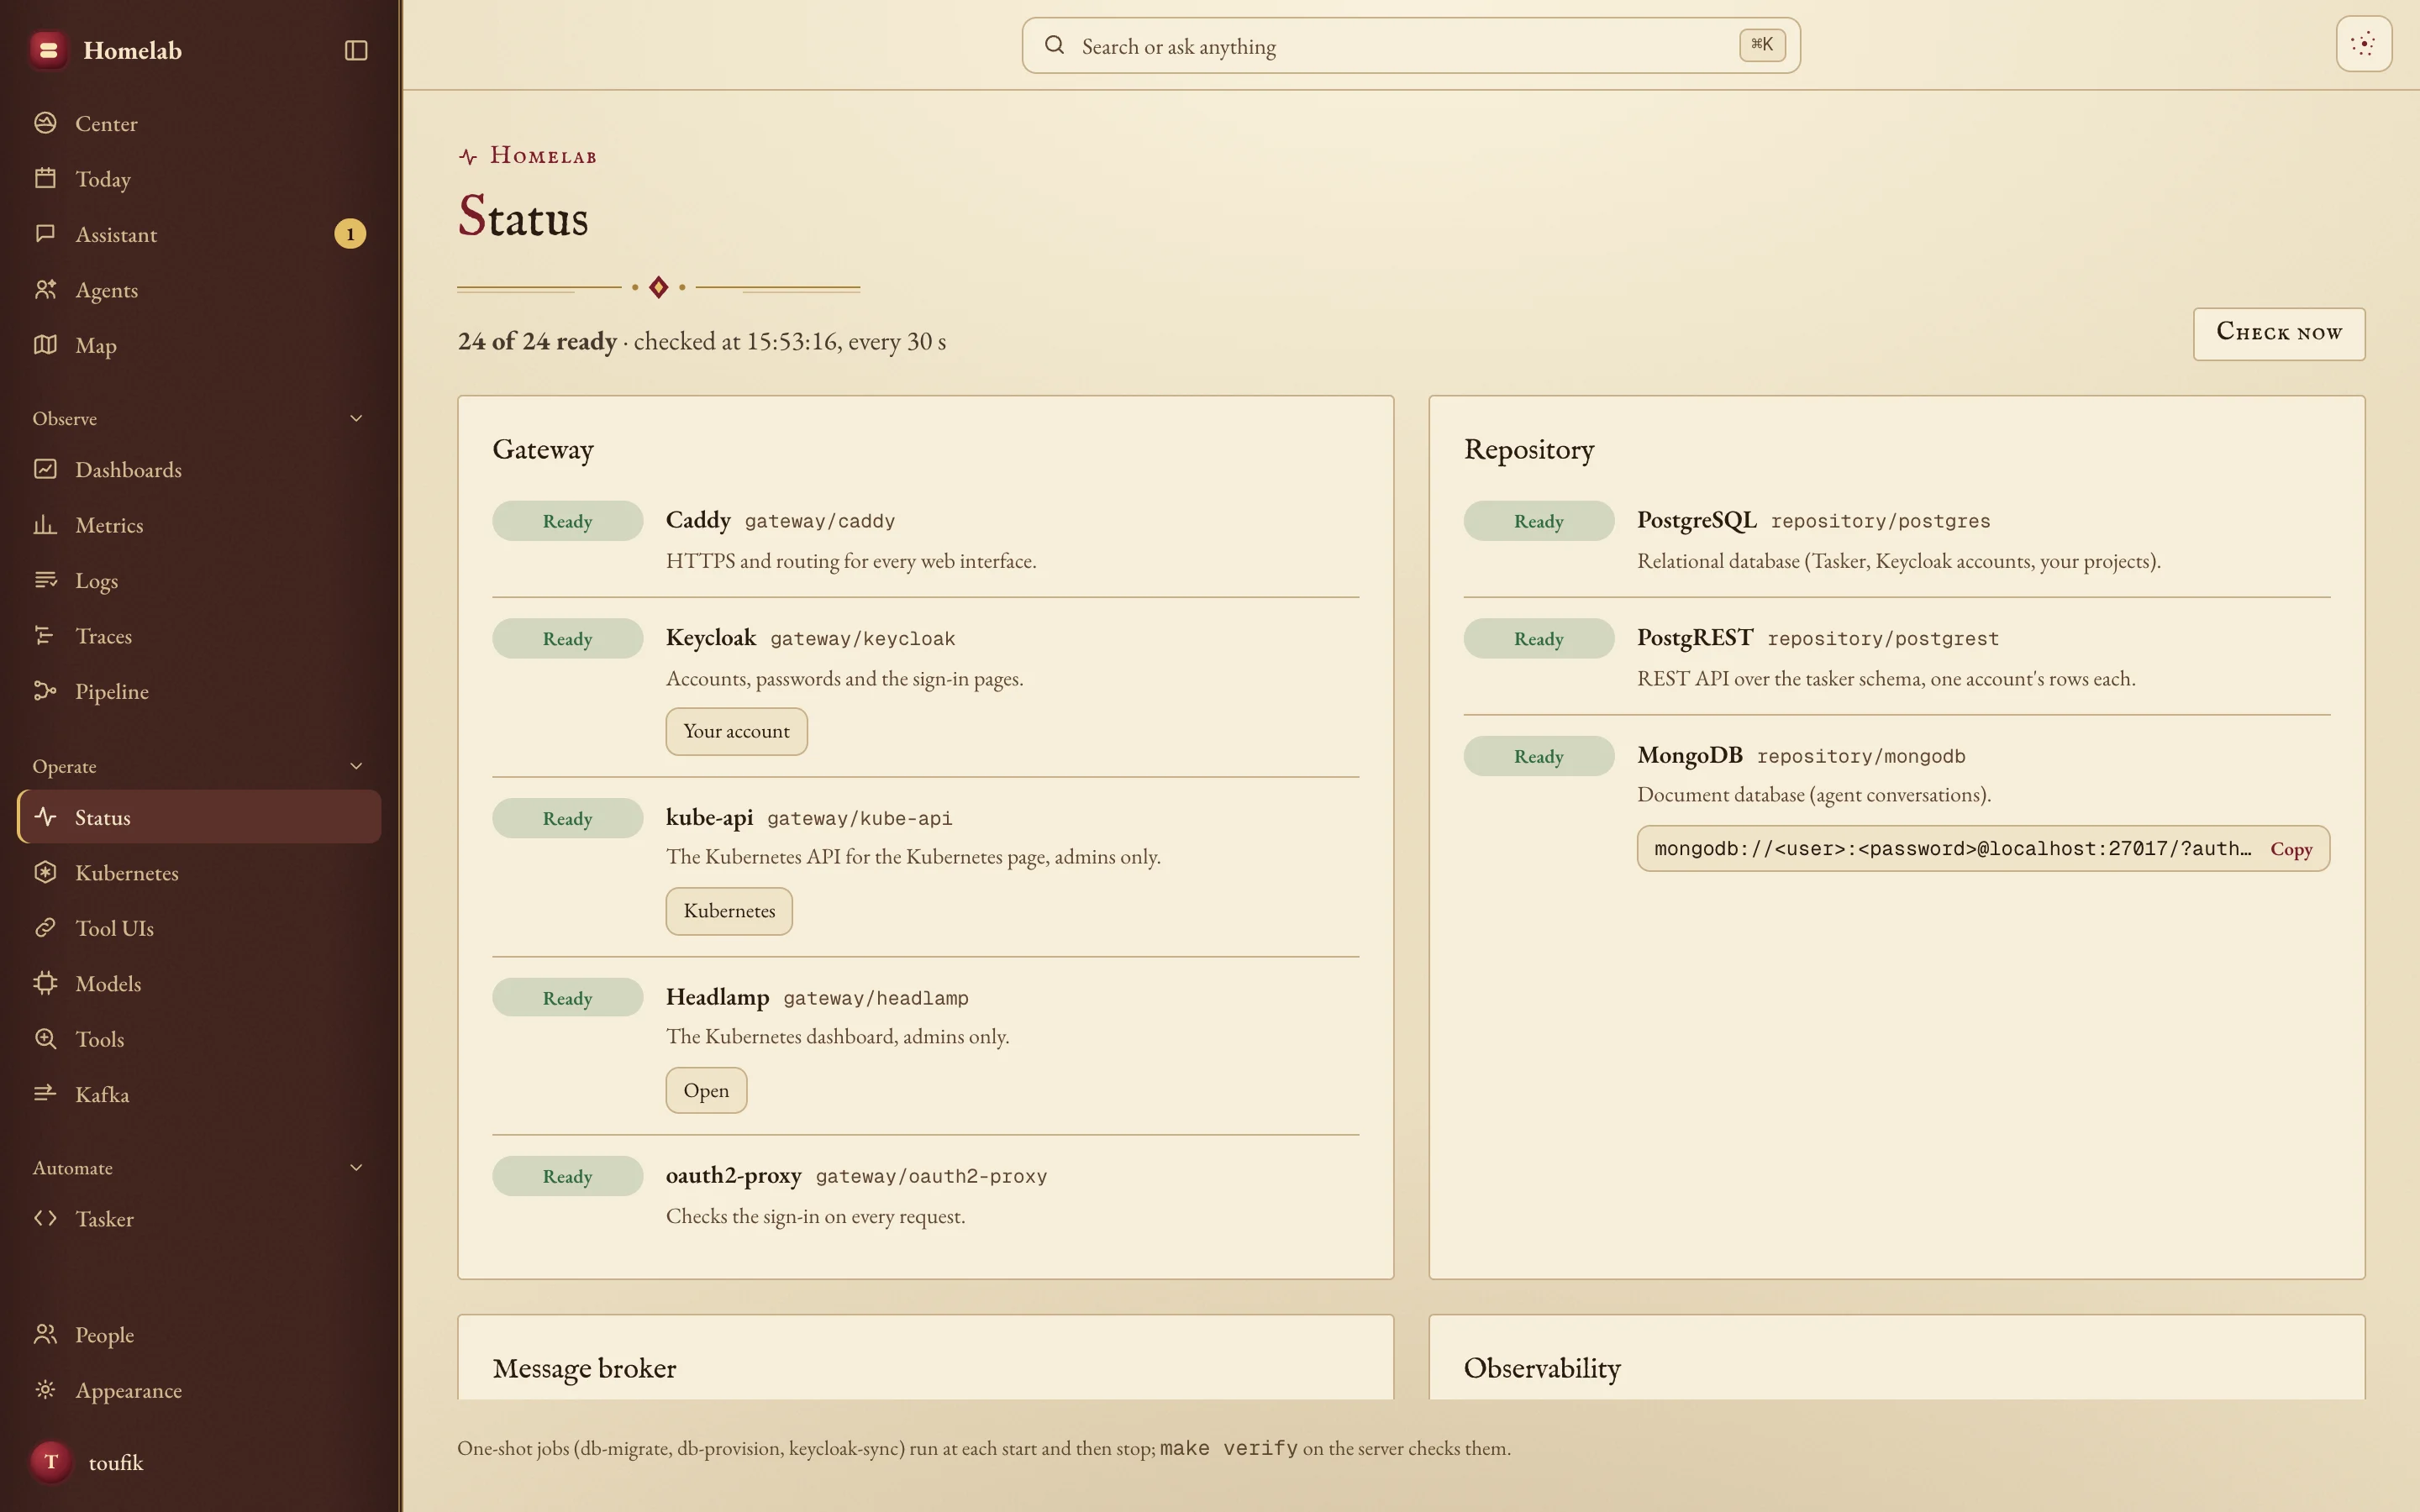 Homelab
Center
Today
Assistant 1
Agents
Map
Observe
Dashboards
Metrics
Logs
Traces
Pipeline
Operate
Status
Kubernetes
Tool UIs
Models
Tools
Kafka
Automate
Tasker
People
Appearance
T toufik
Search or ask anything ⌘K
Homelab
Status
24 of 24 ready · checked at 15:53:16, every 30 s
Check now
Gateway
Ready Caddy gateway/caddy
HTTPS and routing for every web interface.
Ready Keycloak gateway/keycloak
Accounts, passwords and the sign-in pages.
Your account
Ready kube-api gateway/kube-api
The Kubernetes API for the Kubernetes page, admins only.
Kubernetes
Ready Headlamp gateway/headlamp
The Kubernetes dashboard, admins only.
Open
Ready oauth2-proxy gateway/oauth2-proxy
Checks the sign-in on every request.
Repository
Ready PostgreSQL repository/postgres
Relational database (Tasker, Keycloak accounts, your projects).
Ready PostgREST repository/postgrest
REST API over the tasker schema, one account's rows each.
Ready MongoDB repository/mongodb
Document database (agent conversations).
mongodb://<user>:<password>@localhost:27017/?auth… Copy
Message broker
Observability
One-shot jobs (db-migrate, db-provision, keycloak-sync) run at each start and then stop; make verify on the server checks them.